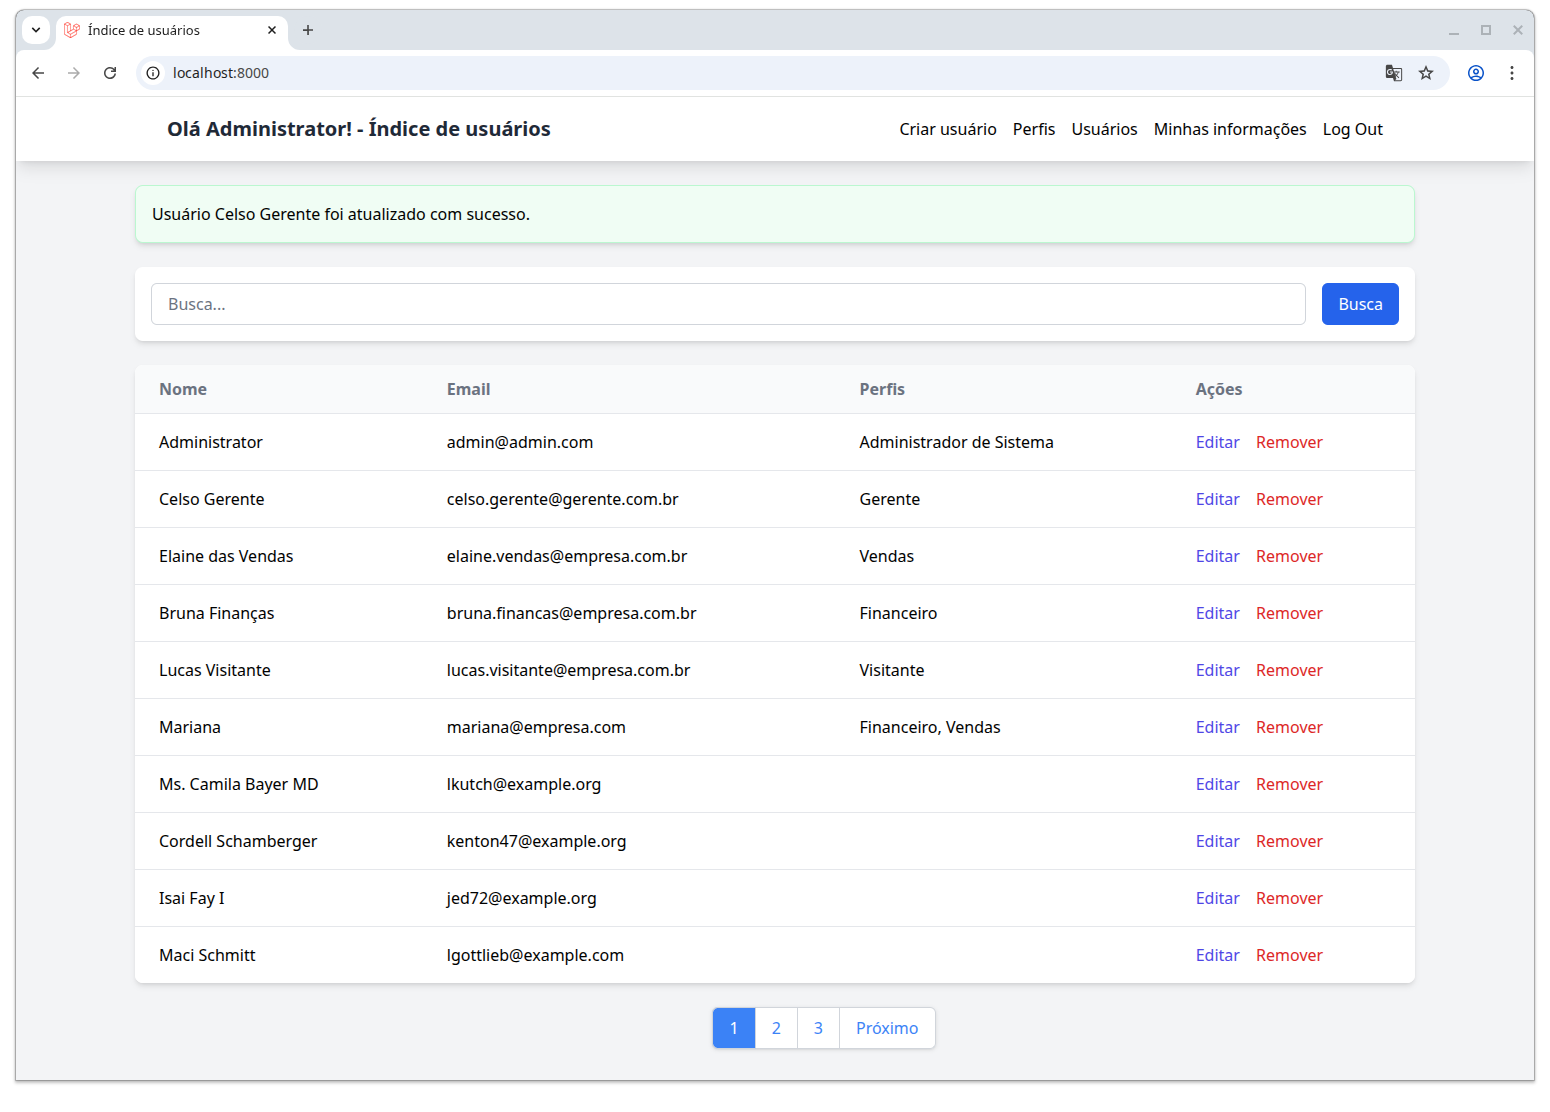 Índice de usuários
localhost:8000
Olá Administrator! - Índice de usuários Criar usuário Perfis Usuários Minhas informações Log Out
Usuário Celso Gerente foi atualizado com sucesso.
Busca... Busca
Nome Email Perfis Ações
Administrator admin@admin.com Administrador de Sistema Editar Remover
Celso Gerente celso.gerente@gerente.com.br Gerente Editar Remover
Elaine das Vendas elaine.vendas@empresa.com.br Vendas Editar Remover
Bruna Finanças bruna.financas@empresa.com.br Financeiro Editar Remover
Lucas Visitante lucas.visitante@empresa.com.br Visitante Editar Remover
Mariana mariana@empresa.com Financeiro, Vendas Editar Remover
Ms. Camila Bayer MD lkutch@example.org Editar Remover
Cordell Schamberger kenton47@example.org Editar Remover
Isai Fay I jed72@example.org Editar Remover
Maci Schmitt lgottlieb@example.com Editar Remover
1 2 3 Próximo